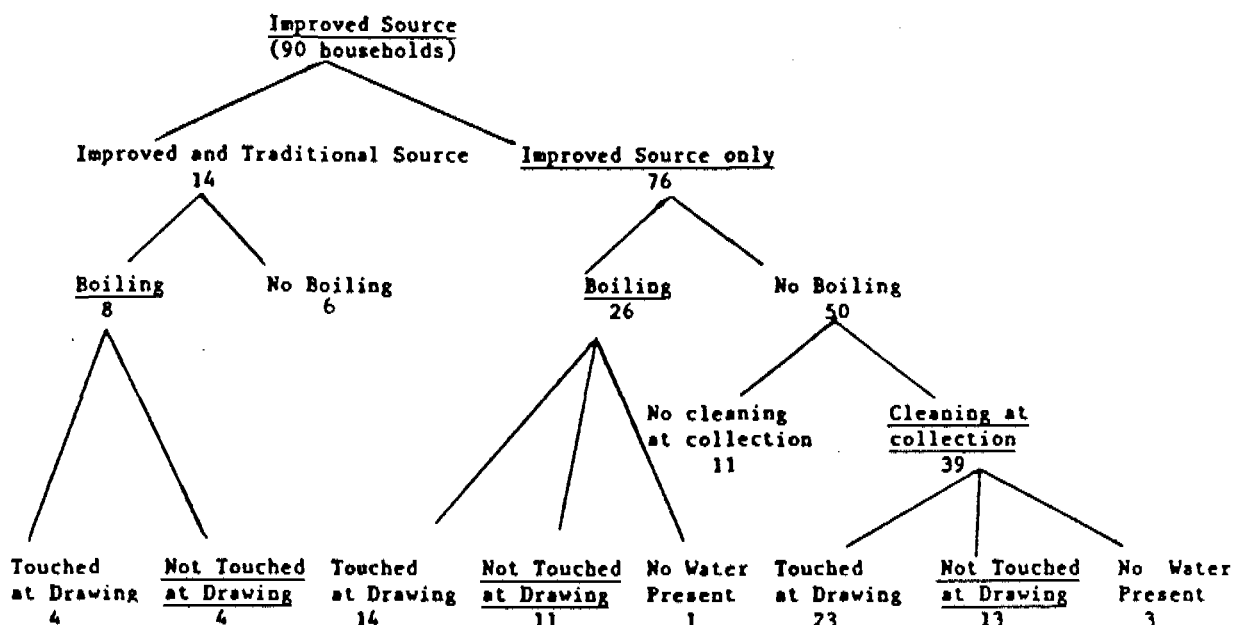 Improved Source
(90 households)
Improved and Traditional Source
14
Improved Source only
76
Boiling
8
No Boiling
6
Boiling
26
No Boiling
50
No cleaning
at collection
11
Cleaning at
collection
39
Touched
at Drawing
4
Not Touched
at Drawing
4
Touched
at Drawing
14
Not Touched
at Drawing
11
No Water
Present
1
Touched
at Drawing
23
Not Touched
at Drawing
13
No Water
Present
3